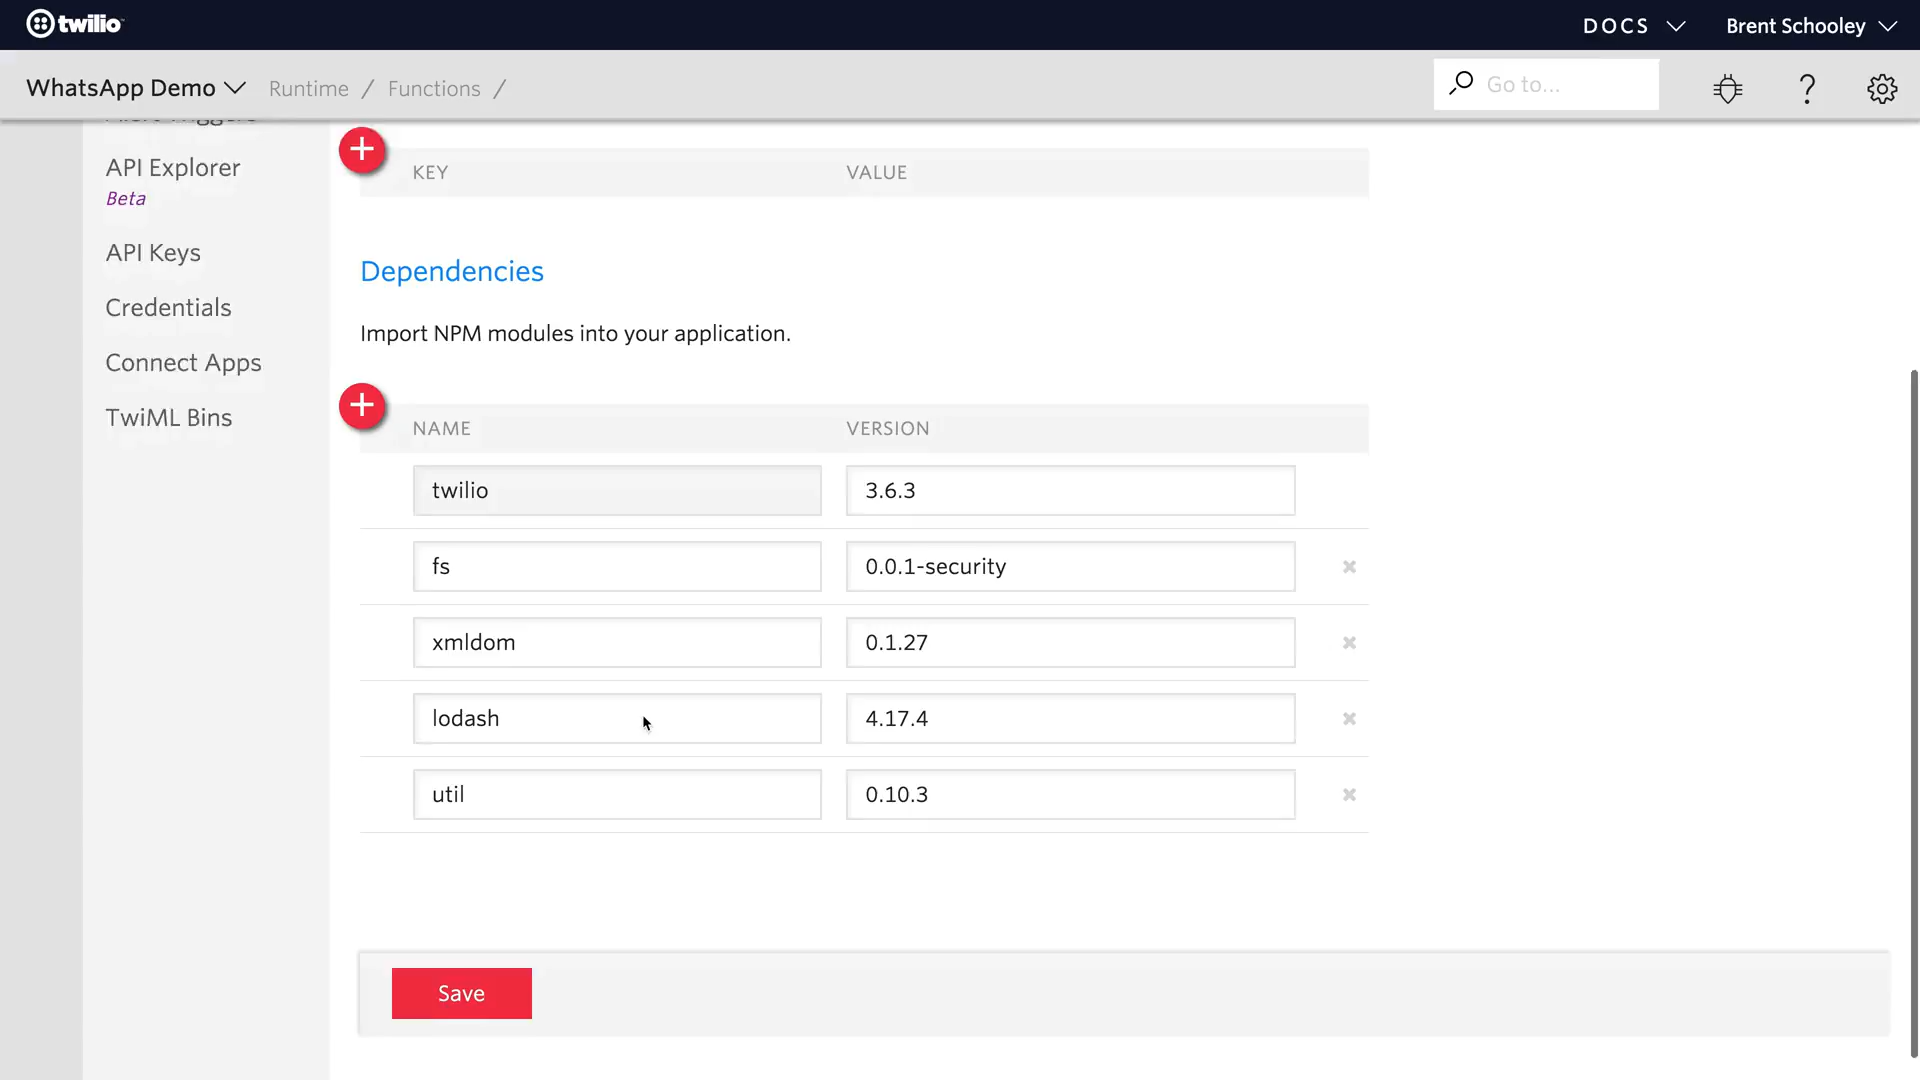 twilio
DOCS
Brent Schooley
WhatsApp Demo
Runtime / Functions /
Go to...
?
API Explorer
Beta
API Keys
Credentials
Connect Apps
TwiML Bins
KEY VALUE
Dependencies
Import NPM modules into your application.
NAME VERSION
twilio 3.6.3
fs 0.0.1-security
xmldom 0.1.27
lodash 4.17.4
util 0.10.3
Save